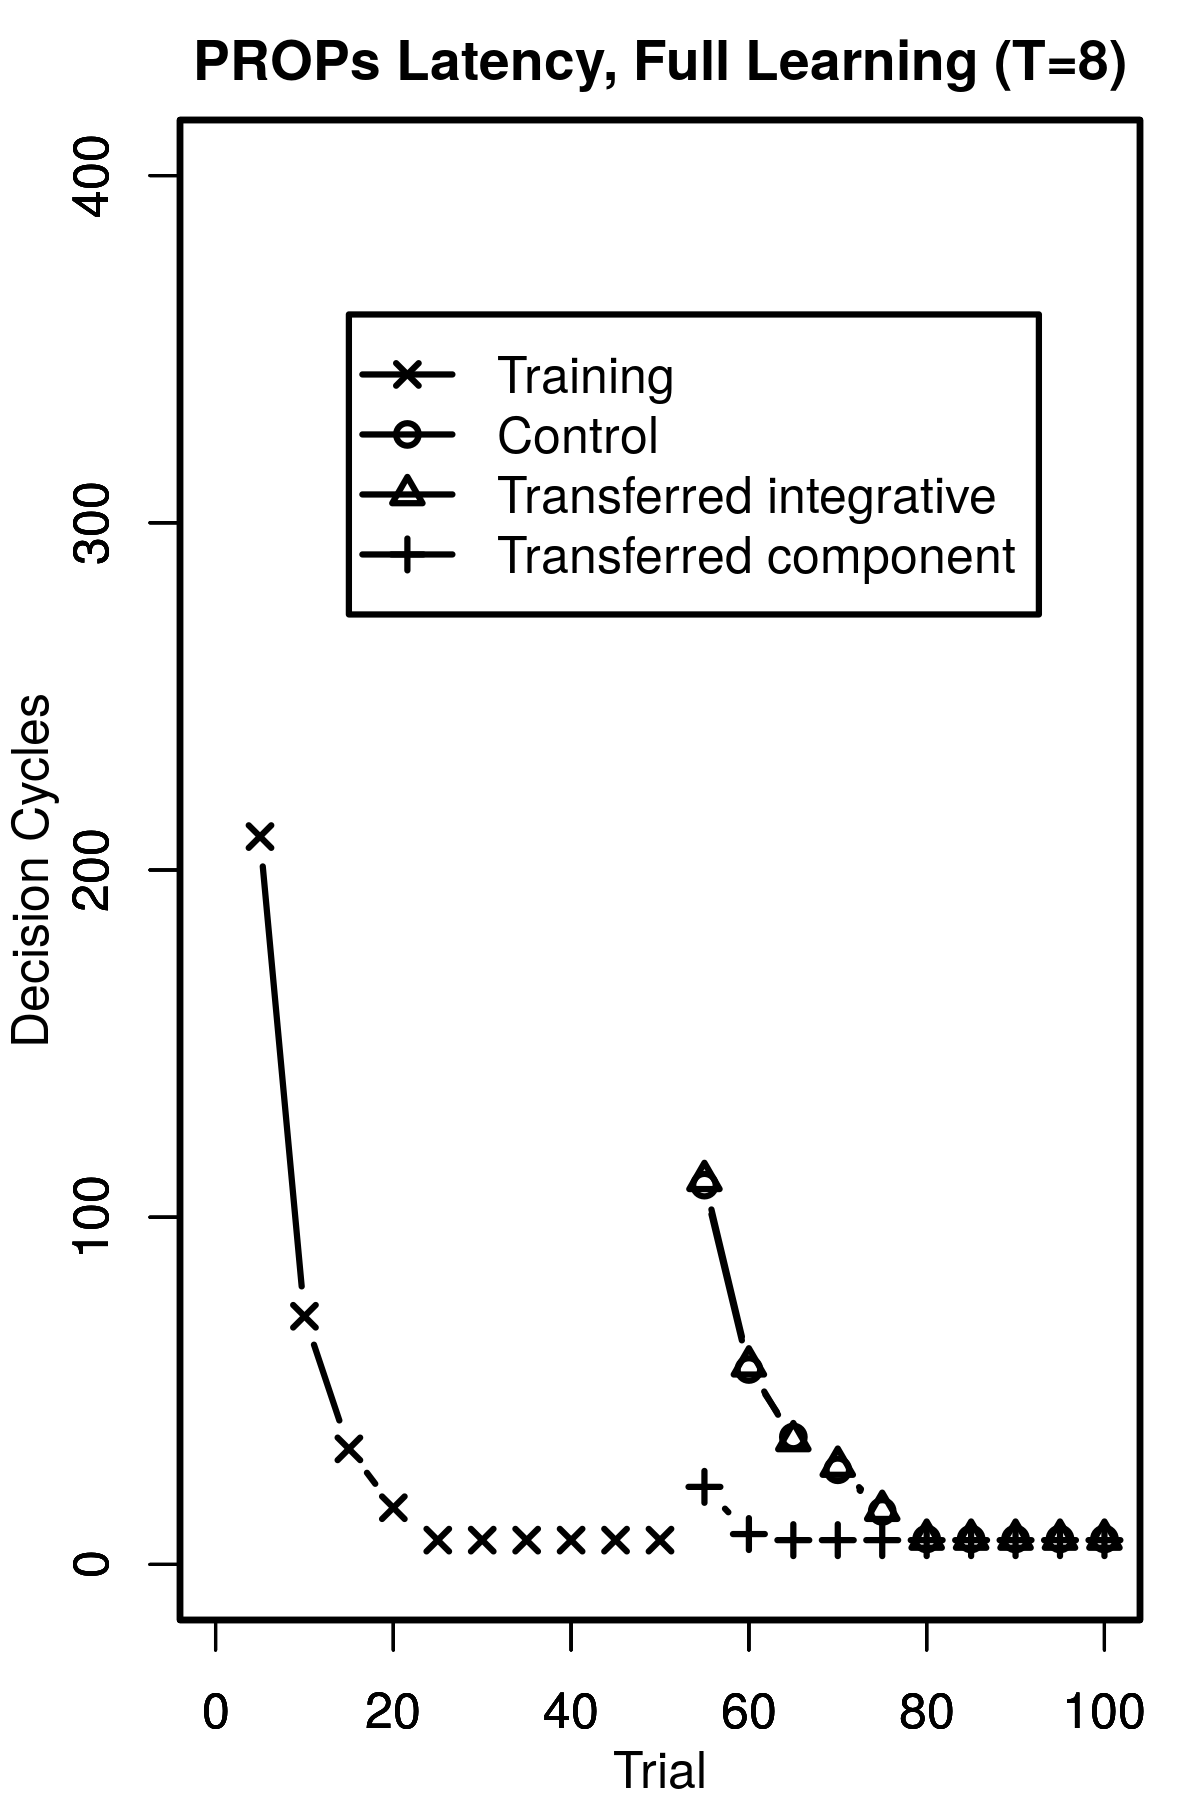 PROPs Latency, Full Learning (T=8)
400
300
200
100
0
Decision Cycles
Training
Control
Transferred integrative
Transferred component
0 20 40 60 80 100
Trial